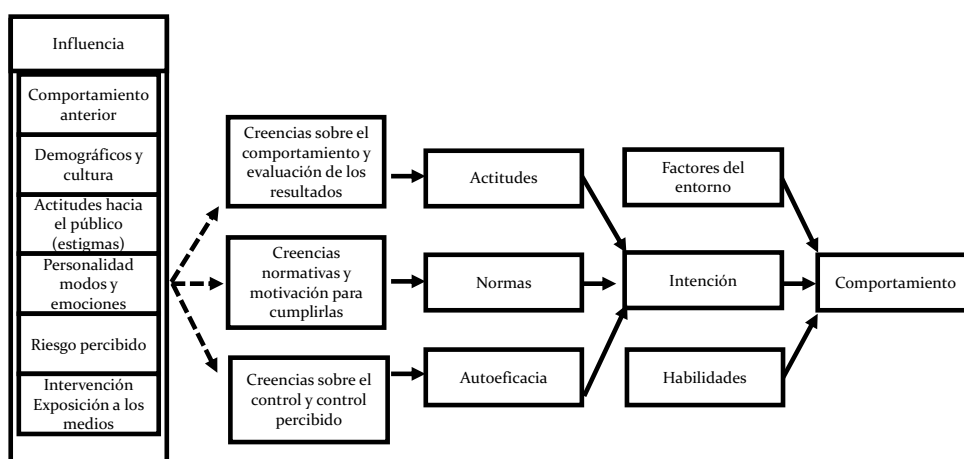 Influencia
Comportamiento
anterior
Demográficos y
cultura
Actitudes hacia
el público
(estigmas)
Personalidad
modos y
emociones
Riesgo percibido
Intervención
Exposición a los
medios
Creencias sobre el
comportamiento y
evaluación de los
resultados
Creencias
normativas y
motivación para
cumplirlas
Creencias sobre el
control y control
percibido
Actitudes
Normas
Autoeficacia
Factores del
entorno
Intención
Habilidades
Comportamiento